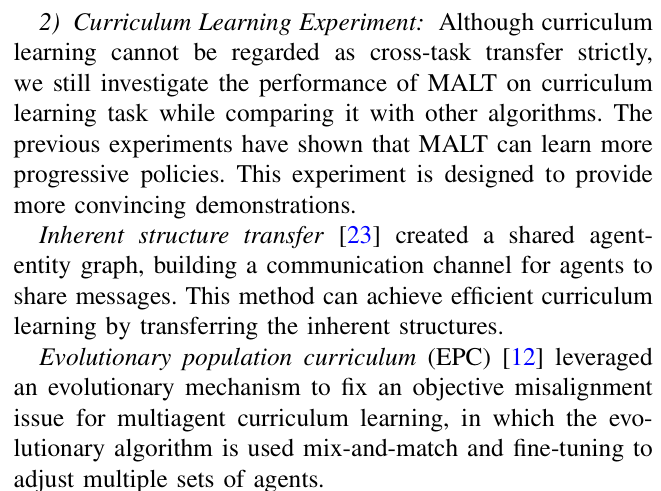 2) Curriculum Learning Experiment: Although curriculum
learning cannot be regarded as cross-task transfer strictly,
we still investigate the performance of MALT on curriculum
learning task while comparing it with other algorithms. The
previous experiments have shown that MALT can learn more
progressive policies. This experiment is designed to provide
more convincing demonstrations.
Inherent structure transfer [23] created a shared agent-
entity graph, building a communication channel for agents to
share messages. This method can achieve efficient curriculum
learning by transferring the inherent structures.
Evolutionary population curriculum (EPC) [12] leveraged
an evolutionary mechanism to fix an objective misalignment
issue for multiagent curriculum learning, in which the evo-
lutionary algorithm is used mix-and-match and fine-tuning to
adjust multiple sets of agents.